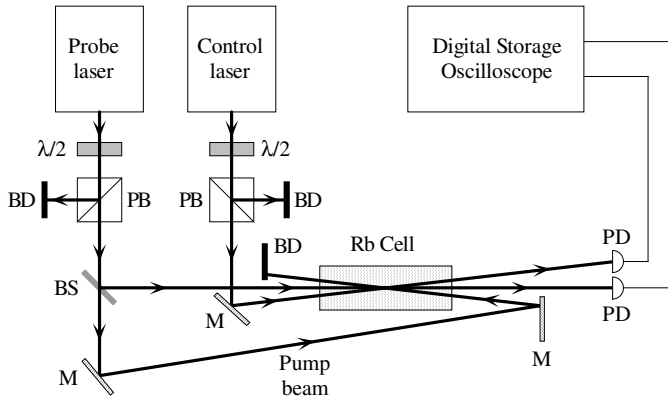 Probe
laser
Control
laser
Digital Storage
Oscilloscope
λ/2
λ/2
BD
PB
PB
BD
BD
Rb Cell
PD
BS
M
PD
M
Pump
beam
M